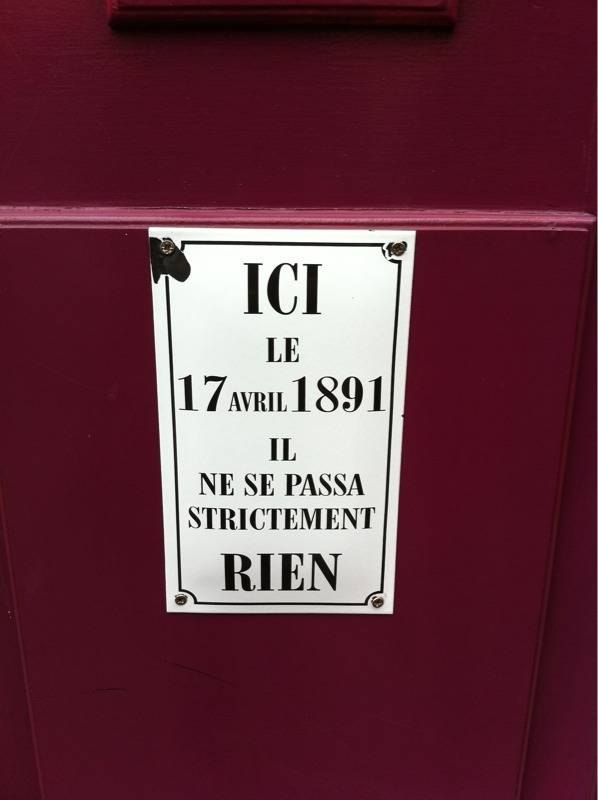 ICI
LE
17 AVRIL 1891
IL
NE SE PASSA
STRICTEMENT
RIEN